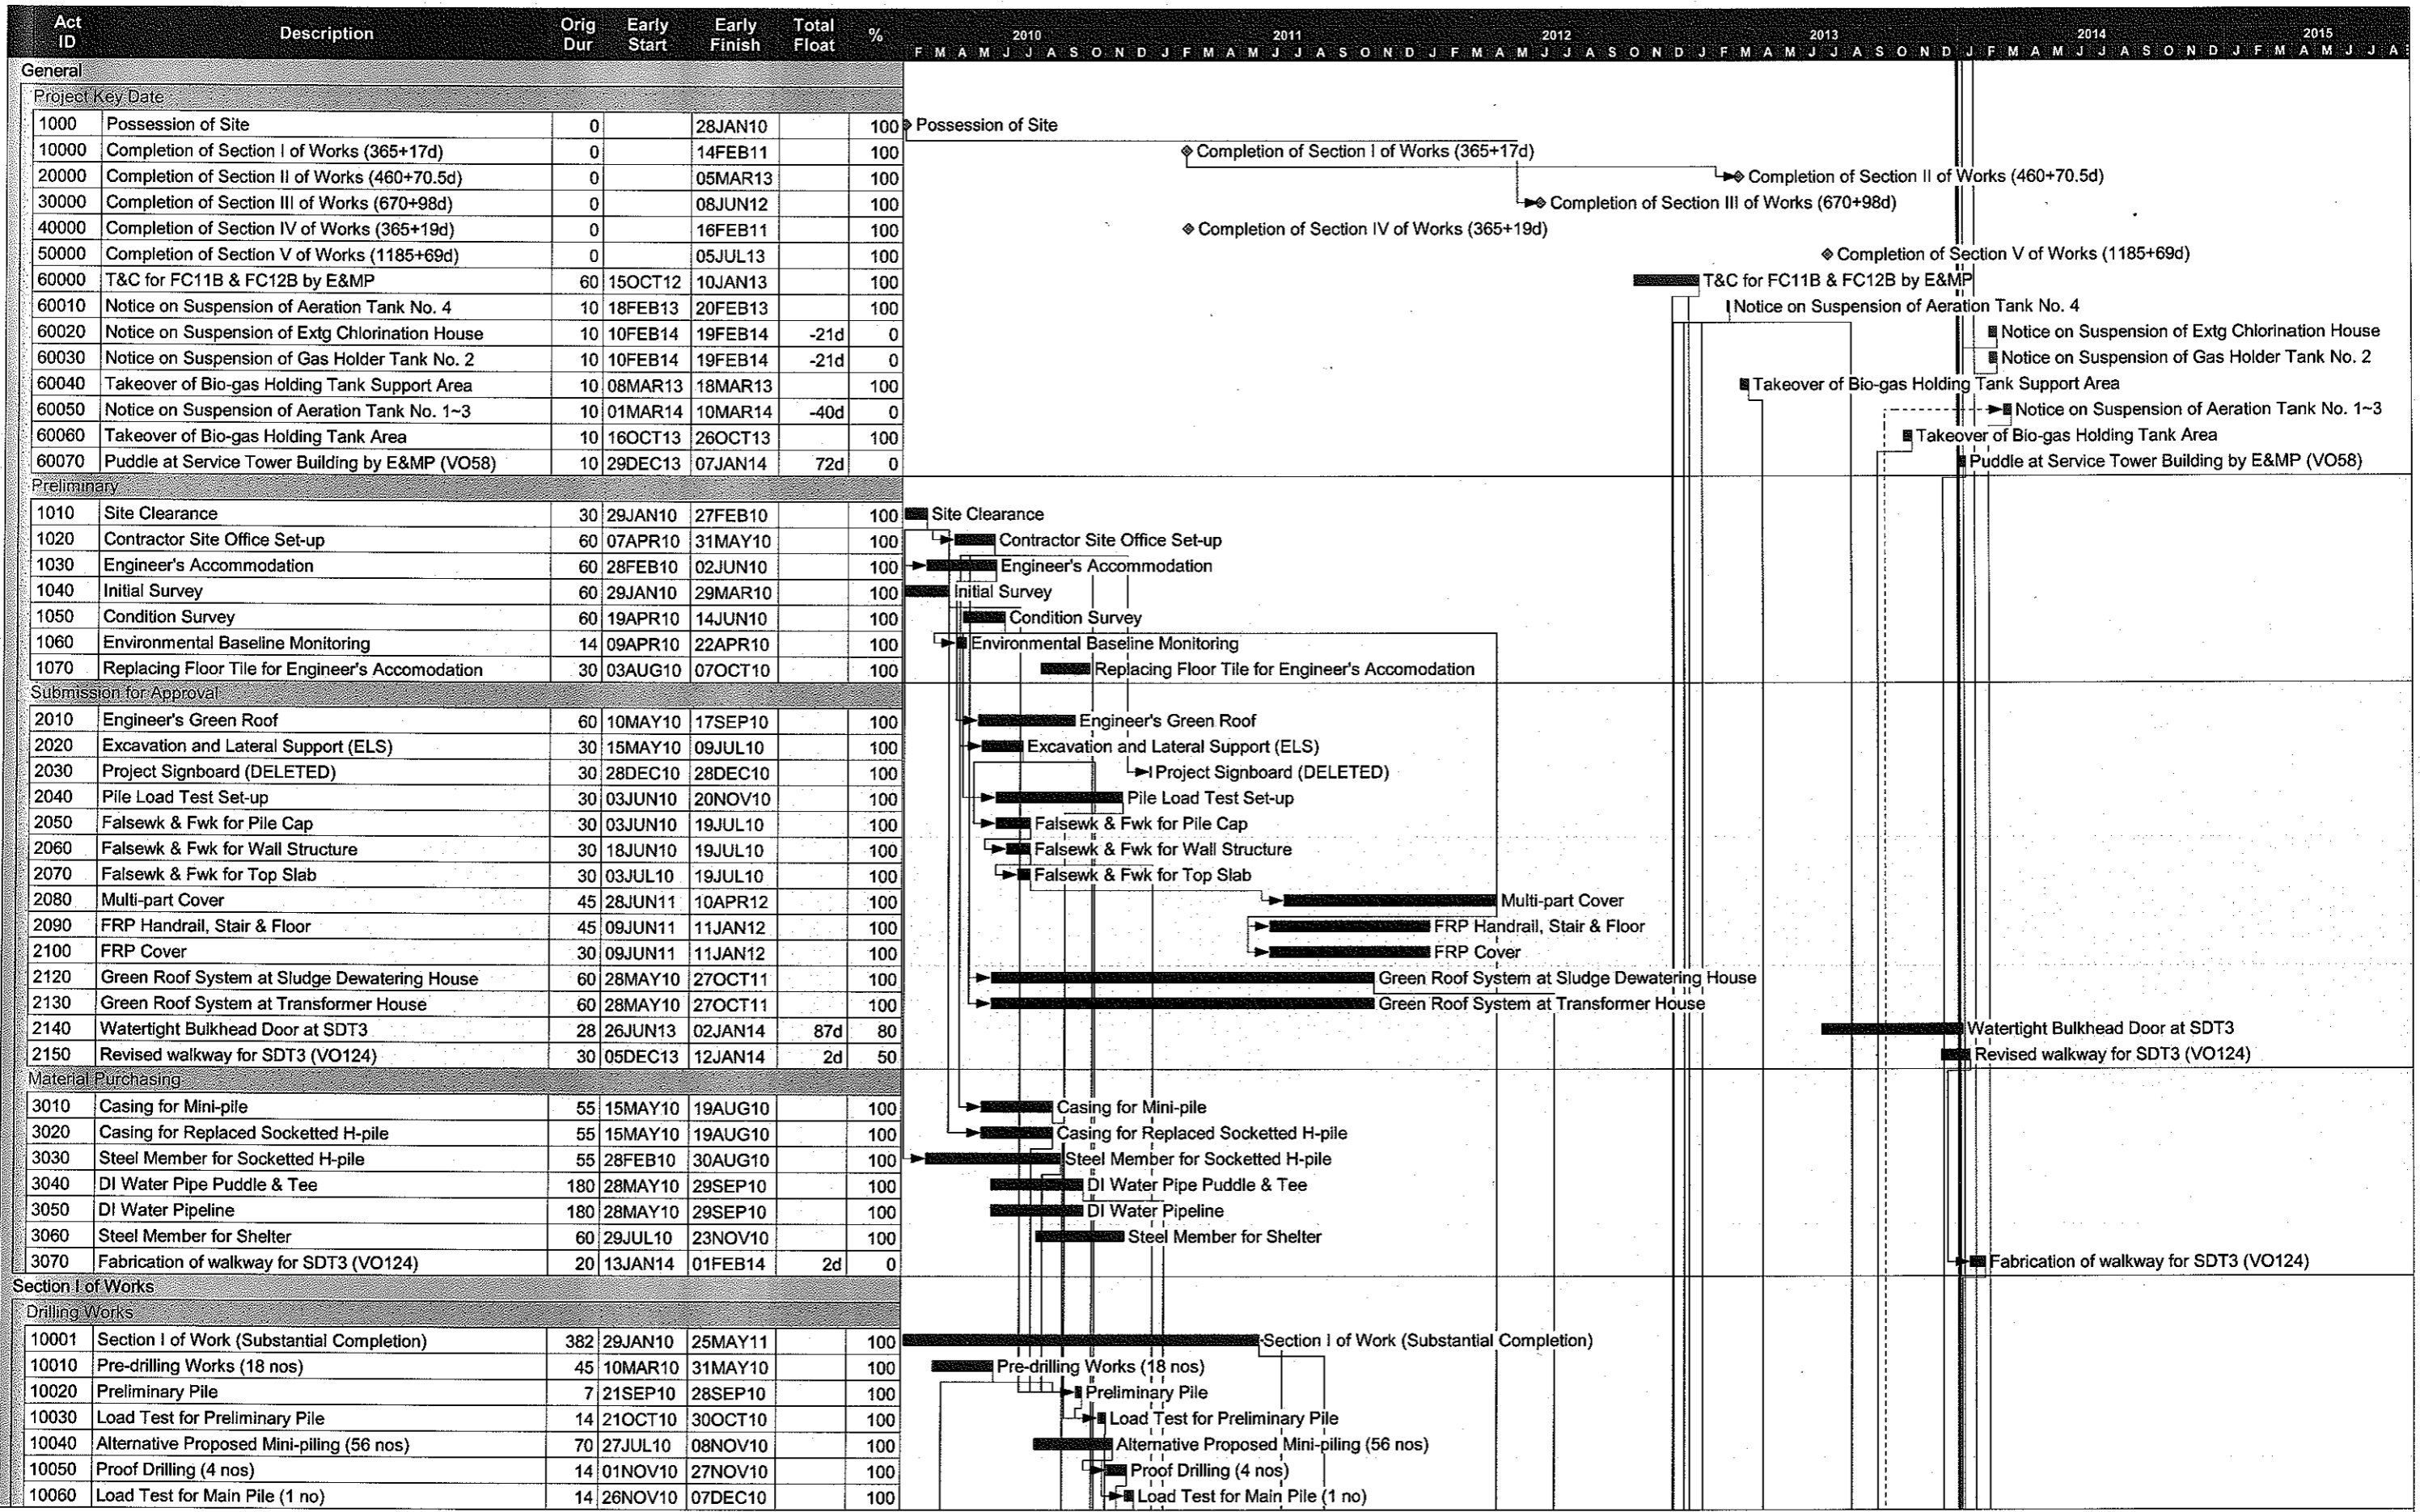 Act ID Description Orig Dur Early Start Early Finish Total Float % 2010 2011 2012 2013 2014 2015
F M A M J J A S O N D J F M A M J J A S O N D J F M A M J J A S O N D J F M A M J J A S O N D J F M A M J J A S O N D J F M A M J J A
General
Project Key Date
1000 Possession of Site 0 28JAN10 100 Possession of Site
10000 Completion of Section I of Works (365+17d) 0 14FEB11 100 Completion of Section I of Works (365+17d)
20000 Completion of Section II of Works (460+70.5d) 0 05MAR13 100 Completion of Section II of Works (460+70.5d)
30000 Completion of Section III of Works (670+98d) 0 08JUN12 100 Completion of Section III of Works (670+98d)
40000 Completion of Section IV of Works (365+19d) 0 16FEB11 100 Completion of Section IV of Works (365+19d)
50000 Completion of Section V of Works (1185+69d) 0 05JUL13 100 Completion of Section V of Works (1185+69d)
60000 T&C for FC11B & FC12B by E&MP 60 15OCT12 10JAN13 100 T&C for FC11B & FC12B by E&MP
60010 Notice on Suspension of Aeration Tank No. 4 10 18FEB13 20FEB13 100 Notice on Suspension of Aeration Tank No. 4
60020 Notice on Suspension of Extg Chlorination House 10 10FEB14 19FEB14 -21d 0 Notice on Suspension of Extg Chlorination House
60030 Notice on Suspension of Gas Holder Tank No. 2 10 10FEB14 19FEB14 -21d 0 Notice on Suspension of Gas Holder Tank No. 2
60040 Takeover of Bio-gas Holding Tank Support Area 10 08MAR13 18MAR13 100 Takeover of Bio-gas Holding Tank Support Area
60050 Notice on Suspension of Aeration Tank No. 1~3 10 01MAR14 10MAR14 -40d 0 Notice on Suspension of Aeration Tank No. 1~3
60060 Takeover of Bio-gas Holding Tank Area 10 16OCT13 26OCT13 100 Takeover of Bio-gas Holding Tank Area
60070 Puddle at Service Tower Building by E&MP (VO58) 10 29DEC13 07JAN14 72d 0 Puddle at Service Tower Building by E&MP (VO58)
Preliminary
1010 Site Clearance 30 29JAN10 27FEB10 100 Site Clearance
1020 Contractor Site Office Set-up 60 07APR10 31MAY10 100 Contractor Site Office Set-up
1030 Engineer's Accommodation 60 28FEB10 02JUN10 100 Engineer's Accommodation
1040 Initial Survey 60 29JAN10 29MAR10 100 Initial Survey
1050 Condition Survey 60 19APR10 14JUN10 100 Condition Survey
1060 Environmental Baseline Monitoring 14 09APR10 22APR10 100 Environmental Baseline Monitoring
1070 Replacing Floor Tile for Engineer's Accomodation 30 03AUG10 07OCT10 100 Replacing Floor Tile for Engineer's Accomodation
Submission for Approval
2010 Engineer's Green Roof 60 10MAY10 17SEP10 100 Engineer's Green Roof
2020 Excavation and Lateral Support (ELS) 30 15MAY10 09JUL10 100 Excavation and Lateral Support (ELS)
2030 Project Signboard (DELETED) 30 28DEC10 28DEC10 100 Project Signboard (DELETED)
2040 Pile Load Test Set-up 30 03JUN10 20NOV10 100 Pile Load Test Set-up
2050 Falsewk & Fwk for Pile Cap 30 03JUN10 19JUL10 100 Falsewk & Fwk for Pile Cap
2060 Falsewk & Fwk for Wall Structure 30 18JUN10 19JUL10 100 Falsewk & Fwk for Wall Structure
2070 Falsewk & Fwk for Top Slab 30 03JUL10 19JUL10 100 Falsewk & Fwk for Top Slab
2080 Multi-part Cover 45 28JUN11 10APR12 100 Multi-part Cover
2090 FRP Handrail, Stair & Floor 45 09JUN11 11JAN12 100 FRP Handrail, Stair & Floor
2100 FRP Cover 30 09JUN11 11JAN12 100 FRP Cover
2120 Green Roof System at Sludge Dewatering House 60 28MAY10 27OCT11 100 Green Roof System at Sludge Dewatering House
2130 Green Roof System at Transformer House 60 28MAY10 27OCT11 100 Green Roof System at Transformer House
2140 Watertight Bulkhead Door at SDT3 28 26JUN13 02JAN14 87d 80 Watertight Bulkhead Door at SDT3
2150 Revised walkway for SDT3 (VO124) 30 05DEC13 12JAN14 2d 50 Revised walkway for SDT3 (VO124)
Material Purchasing
3010 Casing for Mini-pile 55 15MAY10 19AUG10 100 Casing for Mini-pile
3020 Casing for Replaced Socketted H-pile 55 15MAY10 19AUG10 100 Casing for Replaced Socketted H-pile
3030 Steel Member for Socketted H-pile 55 28FEB10 30AUG10 100 Steel Member for Socketted H-pile
3040 DI Water Pipe Puddle & Tee 180 28MAY10 29SEP10 100 DI Water Pipe Puddle & Tee
3050 DI Water Pipeline 180 28MAY10 29SEP10 100 DI Water Pipeline
3060 Steel Member for Shelter 60 29JUL10 23NOV10 100 Steel Member for Shelter
3070 Fabrication of walkway for SDT3 (VO124) 20 13JAN14 01FEB14 2d 0 Fabrication of walkway for SDT3 (VO124)
Section I of Works
Drilling Works
10001 Section I of Work (Substantial Completion) 382 29JAN10 25MAY11 100 Section I of Work (Substantial Completion)
10010 Pre-drilling Works (18 nos) 45 10MAR10 31MAY10 100 Pre-drilling Works (18 nos)
10020 Preliminary Pile 7 21SEP10 28SEP10 100 Preliminary Pile
10030 Load Test for Preliminary Pile 14 21OCT10 30OCT10 100 Load Test for Preliminary Pile
10040 Alternative Proposed Mini-piling (56 nos) 70 27JUL10 08NOV10 100 Alternative Proposed Mini-piling (56 nos)
10050 Proof Drilling (4 nos) 14 01NOV10 27NOV10 100 Proof Drilling (4 nos)
10060 Load Test for Main Pile (1 no) 14 26NOV10 07DEC10 100 Load Test for Main Pile (1 no)